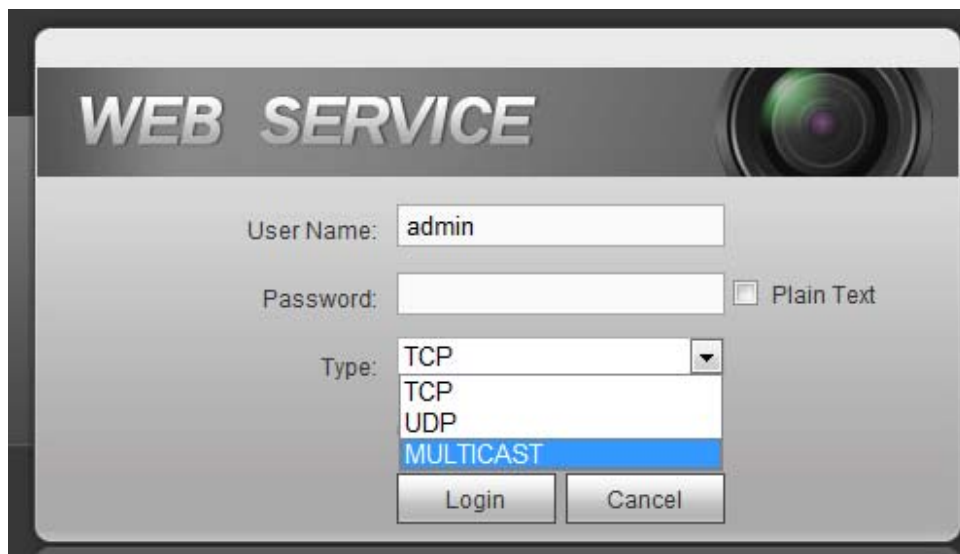 WEB SERVICE
User Name: admin
Password: Plain Text
Type: TCP
TCP
UDP
MULTICAST
Login Cancel